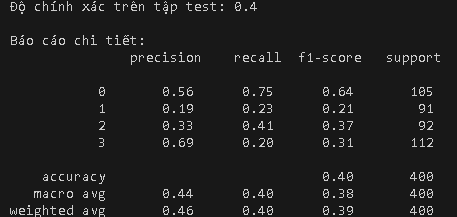 Độ chính xác trên tập test: 0.4
Báo cáo chi tiết:
precision recall f1-score support
0 0.56 0.75 0.64 105
1 0.19 0.23 0.21 91
2 0.33 0.41 0.37 92
3 0.69 0.20 0.31 112
accuracy 0.40 400
macro avg 0.44 0.40 0.38 400
weighted avg 0.46 0.40 0.39 400